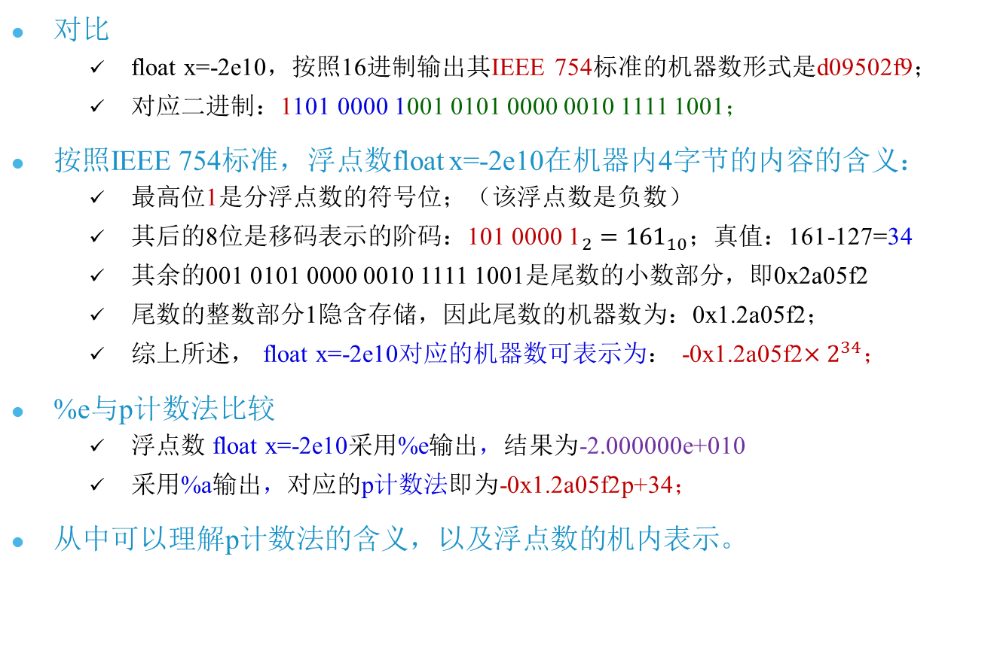 对比
float x=-2e10，按照16进制输出其IEEE 754标准的机器数形式是d09502f9；
对应二进制：1101 0000 1001 0101 0000 0010 1111 1001；
按照IEEE 754标准，浮点数float x=-2e10在机器内4字节的内容的含义：
最高位1是分浮点数的符号位；（该浮点数是负数）
其后的8位是移码表示的阶码：101 0000 1₂ = 161₁₀；真值：161-127=34
其余的001 0101 0000 0010 1111 1001是尾数的小数部分，即0x2a05f2
尾数的整数部分1隐含存储，因此尾数的机器数为：0x1.2a05f2；
综上所述， float x=-2e10对应的机器数可表示为： -0x1.2a05f2× 2³⁴；
%e与p计数法比较
浮点数 float x=-2e10采用%e输出，结果为-2.000000e+010
采用%a输出，对应的p计数法即为-0x1.2a05f2p+34；
从中可以理解p计数法的含义，以及浮点数的机内表示。